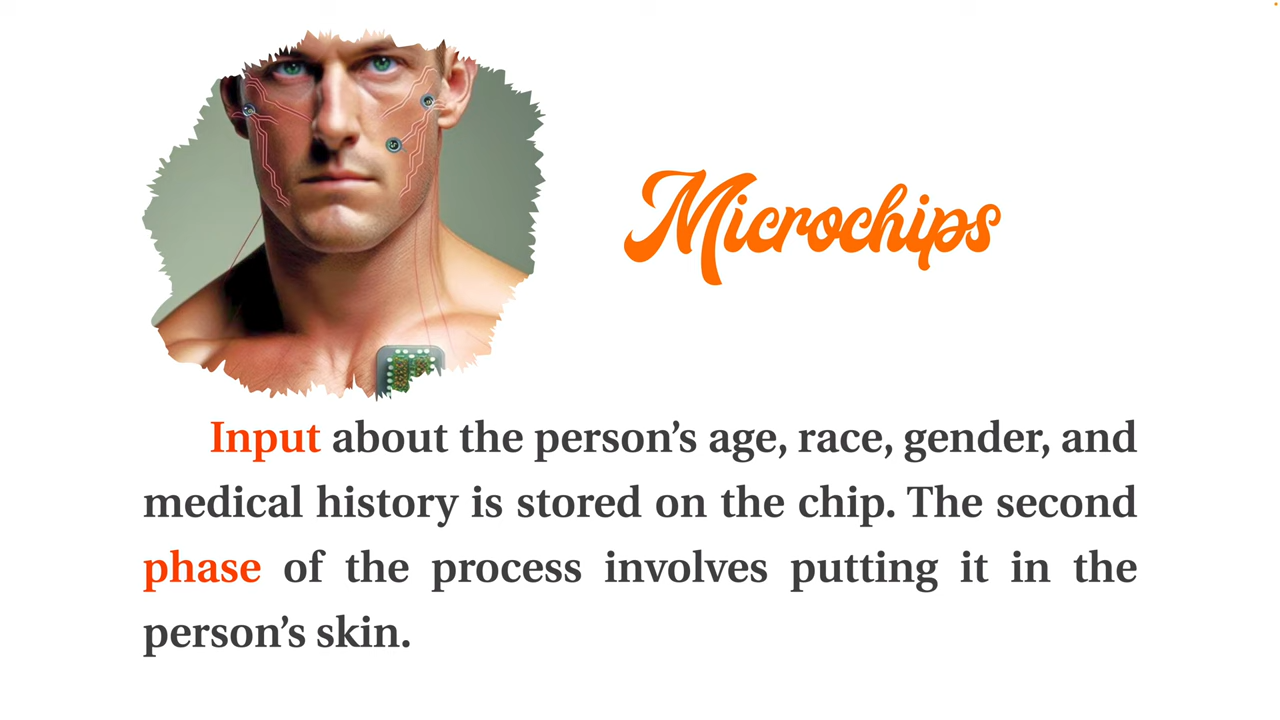 Microchips
Input about the person’s age, race, gender, and
medical history is stored on the chip. The second
phase of the process involves putting it in the
person’s skin.